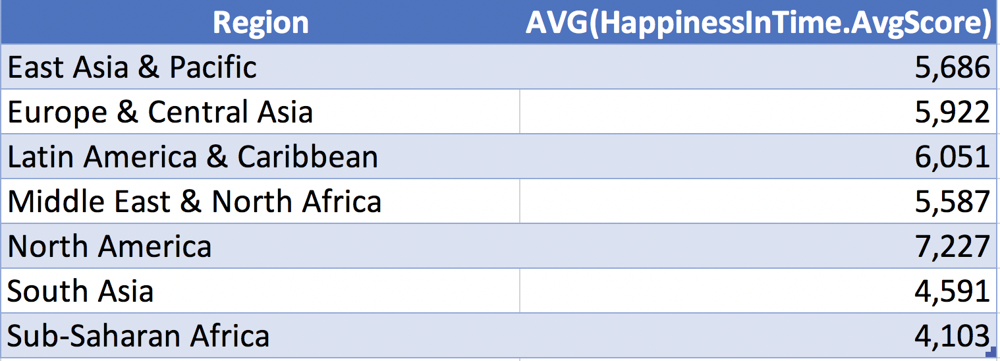 Region AVG(HappinessInTime.AvgScore)
East Asia & Pacific 5,686
Europe & Central Asia 5,922
Latin America & Caribbean 6,051
Middle East & North Africa 5,587
North America 7,227
South Asia 4,591
Sub-Saharan Africa 4,103